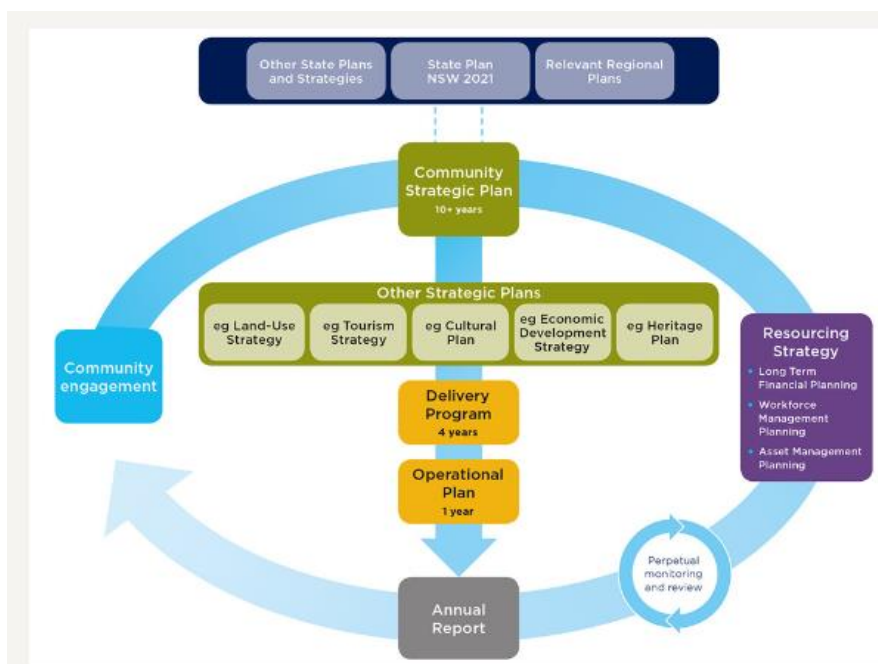 Other State Plans
and Strategies
State Plan
NSW 2021
Relevant Regional
Plans
Community
Strategic Plan
10+ years
Other Strategic Plans
eg Land-Use
Strategy
eg Tourism
Strategy
eg Cultural
Plan
eg Economic
Development
Strategy
eg Heritage
Plan
Community
engagement
Resourcing
Strategy
• Long Term
Financial Planning
• Workforce
Management
Planning
• Asset Management
Planning
Delivery
Program
4 years
Operational
Plan
1 year
Perpetual
monitoring
and review
Annual
Report